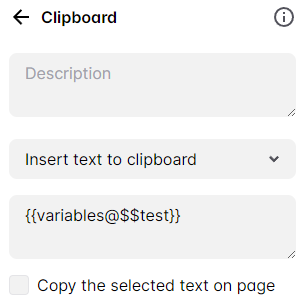 Clipboard
Description
Insert text to clipboard
{{variables@$$test}}
Copy the selected text on page